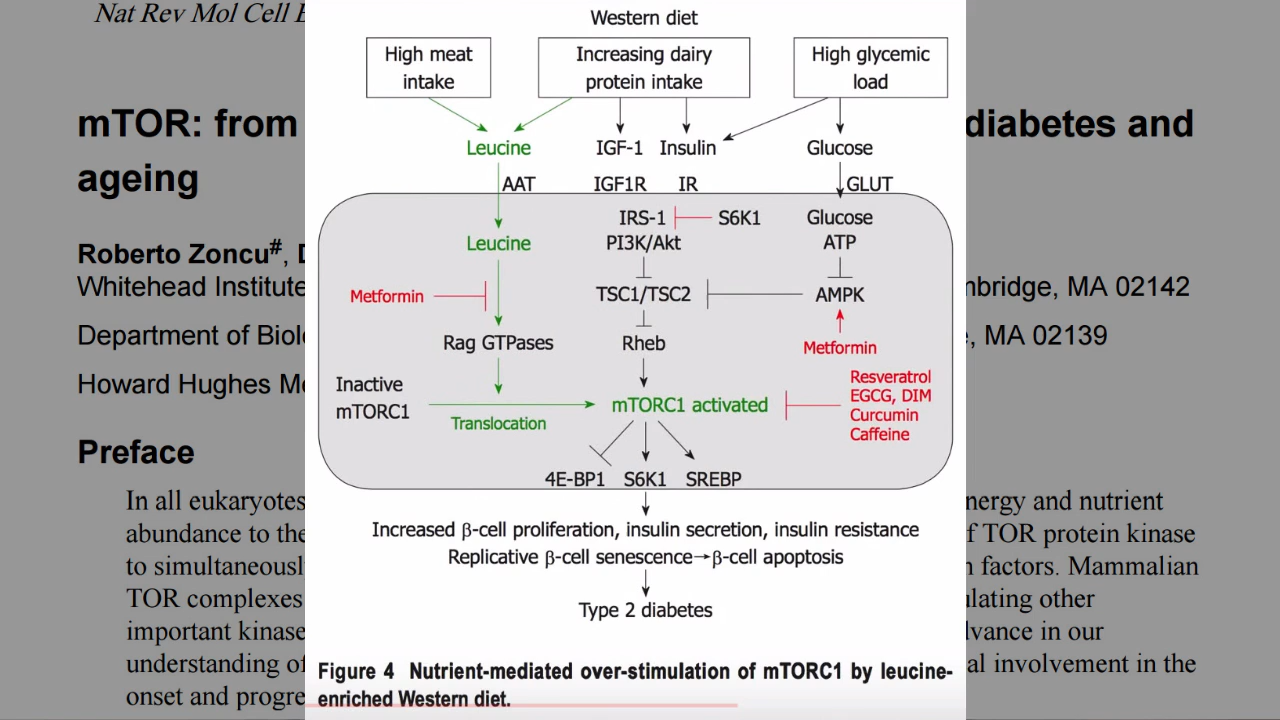 Nat Rev Mol Cell
mTOR: from
diabetes and
ageing
Roberto Zoncu#,
Whitehead Institute
MA 02142
Department of
MA 02139
Howard Hughes
Preface
In all eukaryotes
nergy and nutrient
abundance to the
f TOR protein kinase
to simultaneousl
n factors. Mammalian
TOR complexes
lating other
important kinase
dvance in our
understanding of
al involvement in the
onset and progre
Western diet
High meat
intake
Increasing dairy
protein intake
High glycemic
load
Leucine
IGF-1 Insulin
Glucose
AAT
IGF1R IR
GLUT
IRS-1
S6K1
Glucose
Leucine
PI3K/Akt
ATP
Metformin
TSC1/TSC2
AMPK
Rag GTPases
Rheb
Metformin
Inactive
mTORC1
Translocation
mTORC1 activated
Resveratrol
EGCG, DIM
Curcumin
Caffeine
4E-BP1 S6K1 SREBP
Increased β-cell proliferation, insulin secretion, insulin resistance
Replicative β-cell senescence→β-cell apoptosis
Type 2 diabetes
Figure 4 Nutrient-mediated over-stimulation of mTORC1 by leucine-
enriched Western diet.